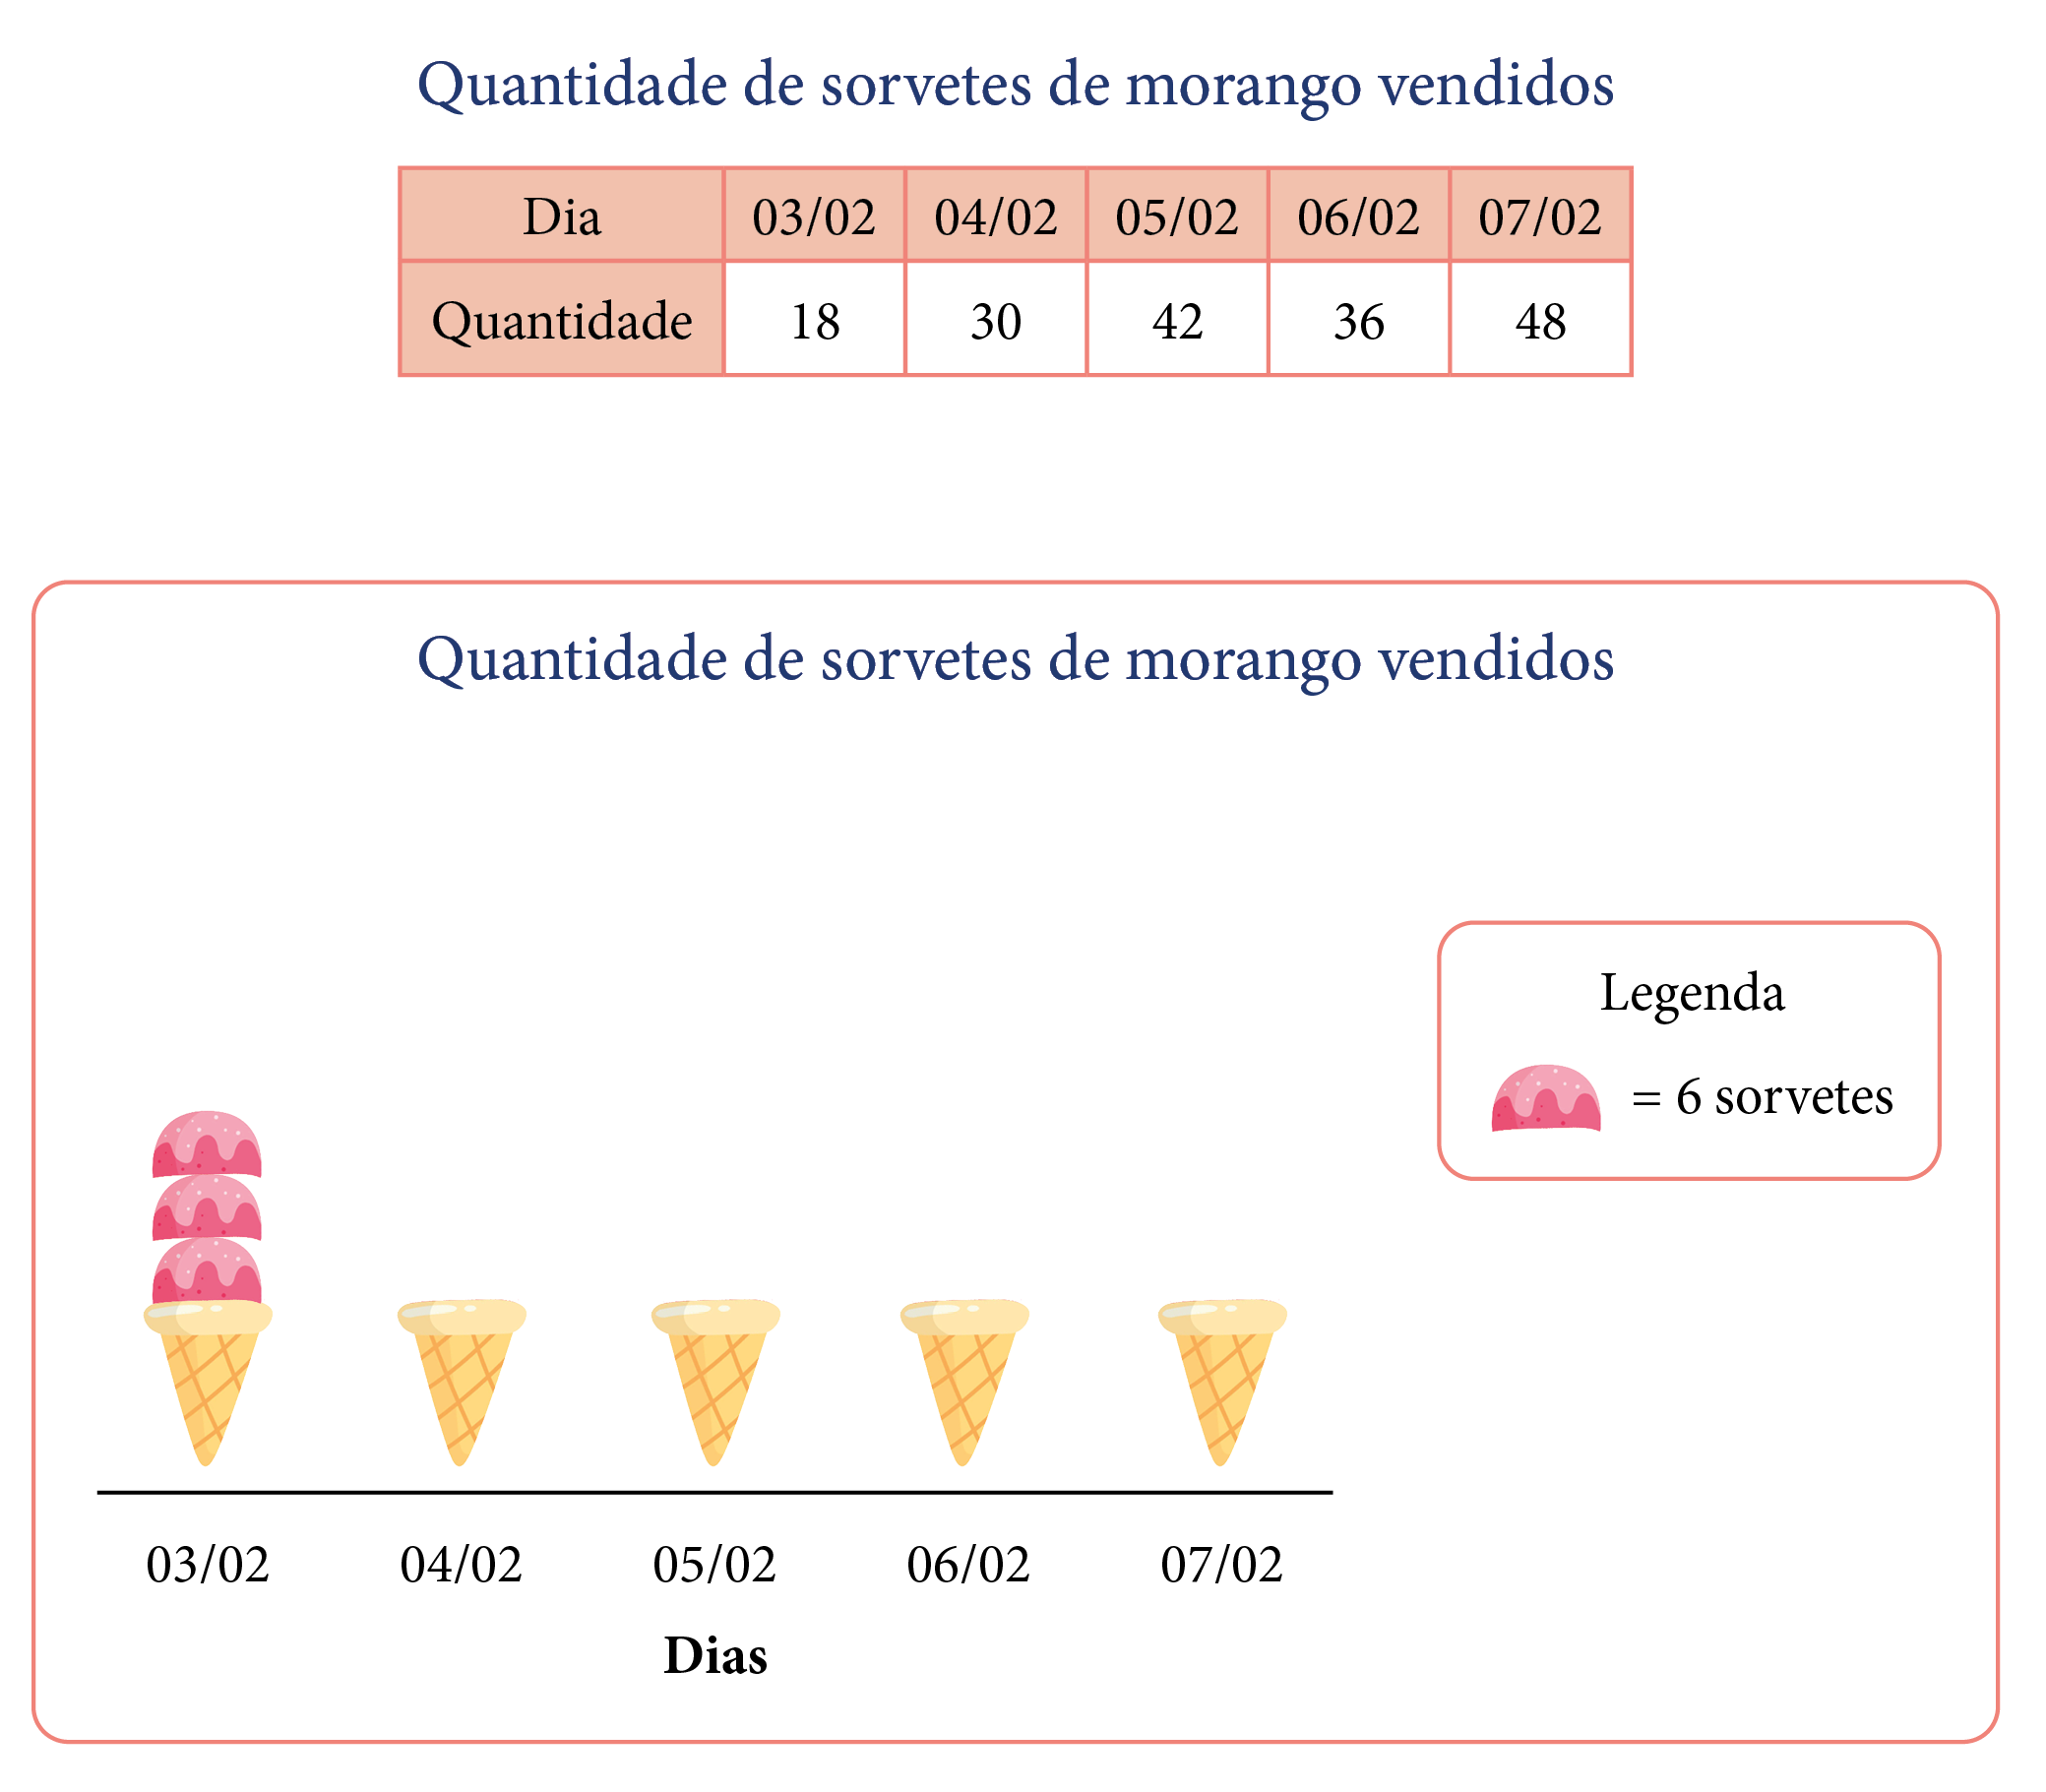 Quantidade de sorvetes de morango vendidos
Dia 03/02 04/02 05/02 06/02 07/02
Quantidade 18 30 42 36 48
Quantidade de sorvetes de morango vendidos
Legenda
= 6 sorvetes
03/02 04/02 05/02 06/02 07/02
Dias